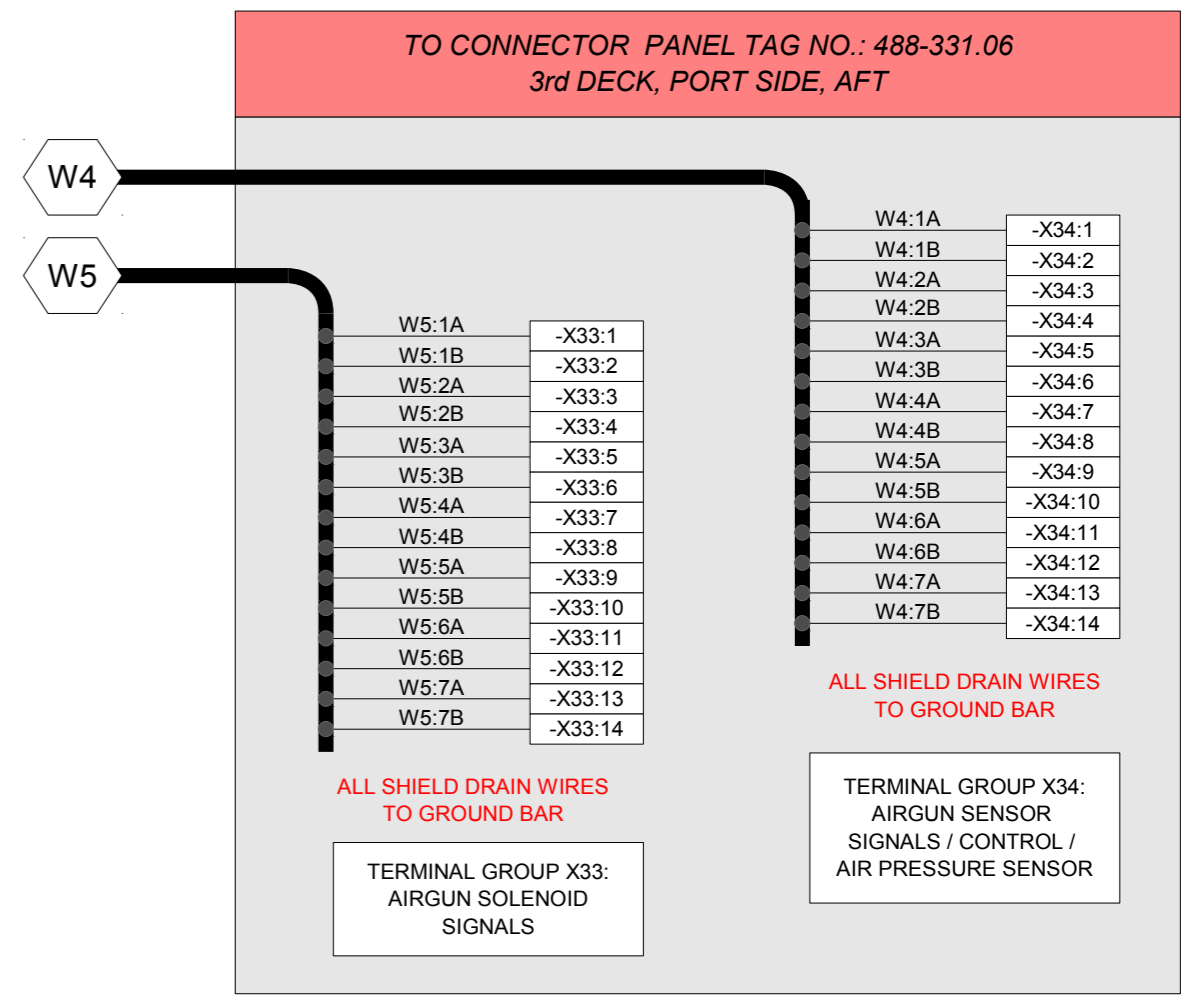 TO CONNECTOR PANEL TAG NO.: 488-331.06
3rd DECK, PORT SIDE, AFT
W4
W5
W5:1A -X33:1
W5:1B -X33:2
W5:2A -X33:3
W5:2B -X33:4
W5:3A -X33:5
W5:3B -X33:6
W5:4A -X33:7
W5:4B -X33:8
W5:5A -X33:9
W5:5B -X33:10
W5:6A -X33:11
W5:6B -X33:12
W5:7A -X33:13
W5:7B -X33:14
ALL SHIELD DRAIN WIRES
TO GROUND BAR
TERMINAL GROUP X33:
AIRGUN SOLENOID
SIGNALS
W4:1A -X34:1
W4:1B -X34:2
W4:2A -X34:3
W4:2B -X34:4
W4:3A -X34:5
W4:3B -X34:6
W4:4A -X34:7
W4:4B -X34:8
W4:5A -X34:9
W4:5B -X34:10
W4:6A -X34:11
W4:6B -X34:12
W4:7A -X34:13
W4:7B -X34:14
ALL SHIELD DRAIN WIRES
TO GROUND BAR
TERMINAL GROUP X34:
AIRGUN SENSOR
SIGNALS / CONTROL /
AIR PRESSURE SENSOR